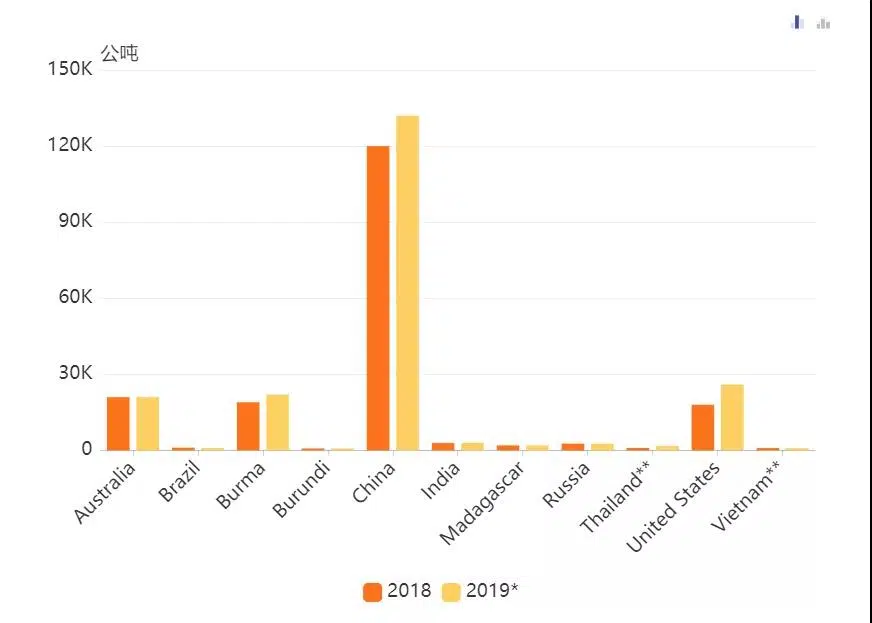 公吨
150K
120K
90K
60K
30K
0
Australia
Brazil
Burma
Burundi
China
India
Madagascar
Russia
Thailand**
United States
Vietnam**
2018 2019*